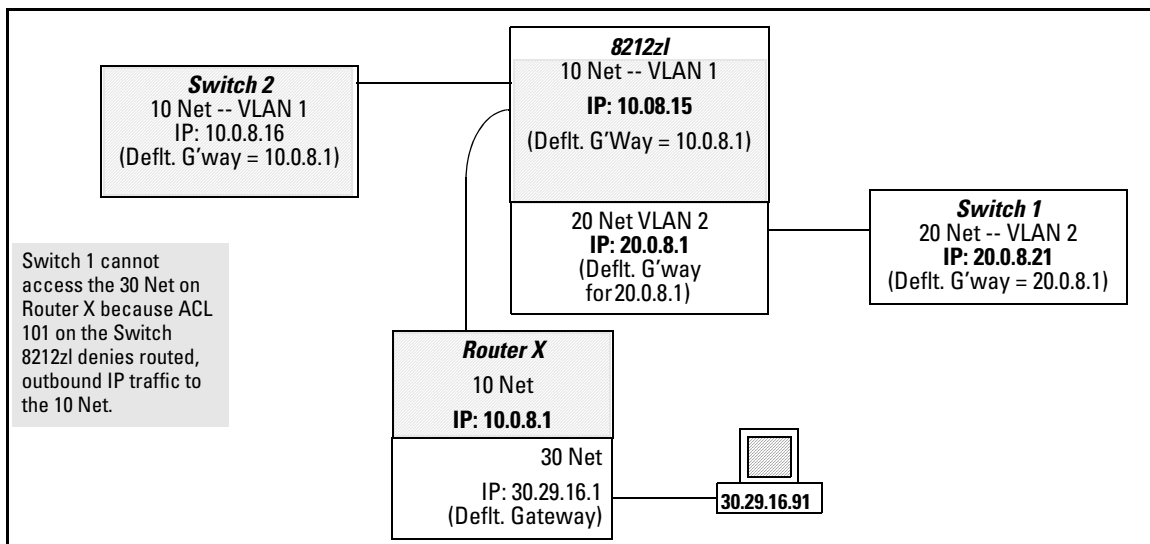 8212zl
10 Net -- VLAN 1
IP: 10.08.15
(Deflt. G'Way = 10.0.8.1)
20 Net VLAN 2
IP: 20.0.8.1
(Deflt. G'way
for20.0.8.1)
Switch 2
10 Net -- VLAN 1
IP: 10.0.8.16
(Deflt. G'way = 10.0.8.1)
Switch 1
20 Net -- VLAN 2
IP: 20.0.8.21
(Deflt. G'way = 20.0.8.1)
Switch 1 cannot
access the 30 Net on
Router X because ACL
101 on the Switch
8212zl denies routed,
outbound IP traffic to
the 10 Net.
Router X
10 Net
IP: 10.0.8.1
30 Net
IP: 30.29.16.1
(Deflt. Gateway)
30.29.16.91